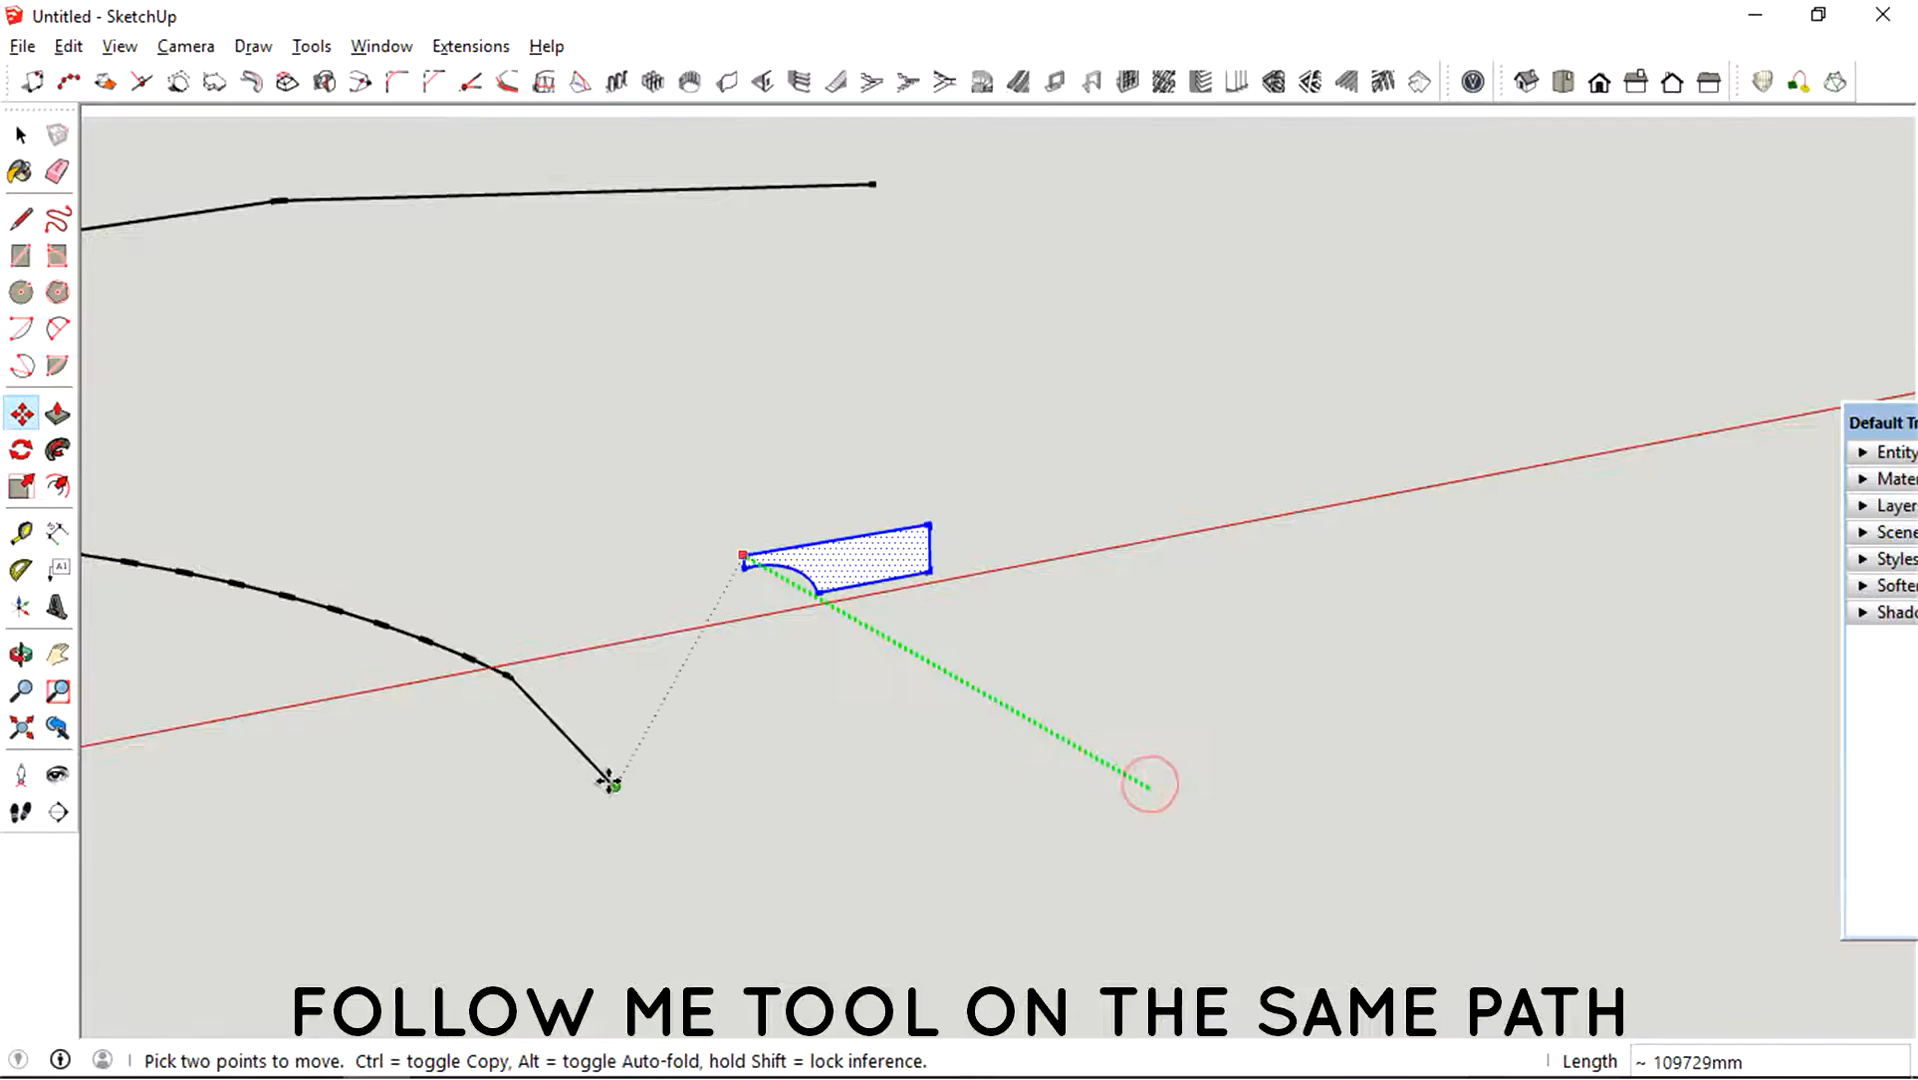 Untitled - SketchUp
File Edit View Camera Draw Tools Window Extensions Help
A1
Default Tr
Entity
Mater
Layer
Scene
Styles
Softe
Shado
FOLLOW ME TOOL ON THE SAME PATH
Pick two points to move. Ctrl = toggle Copy, Alt = toggle Auto-fold, hold Shift = lock inference.
Length ~ 109729mm